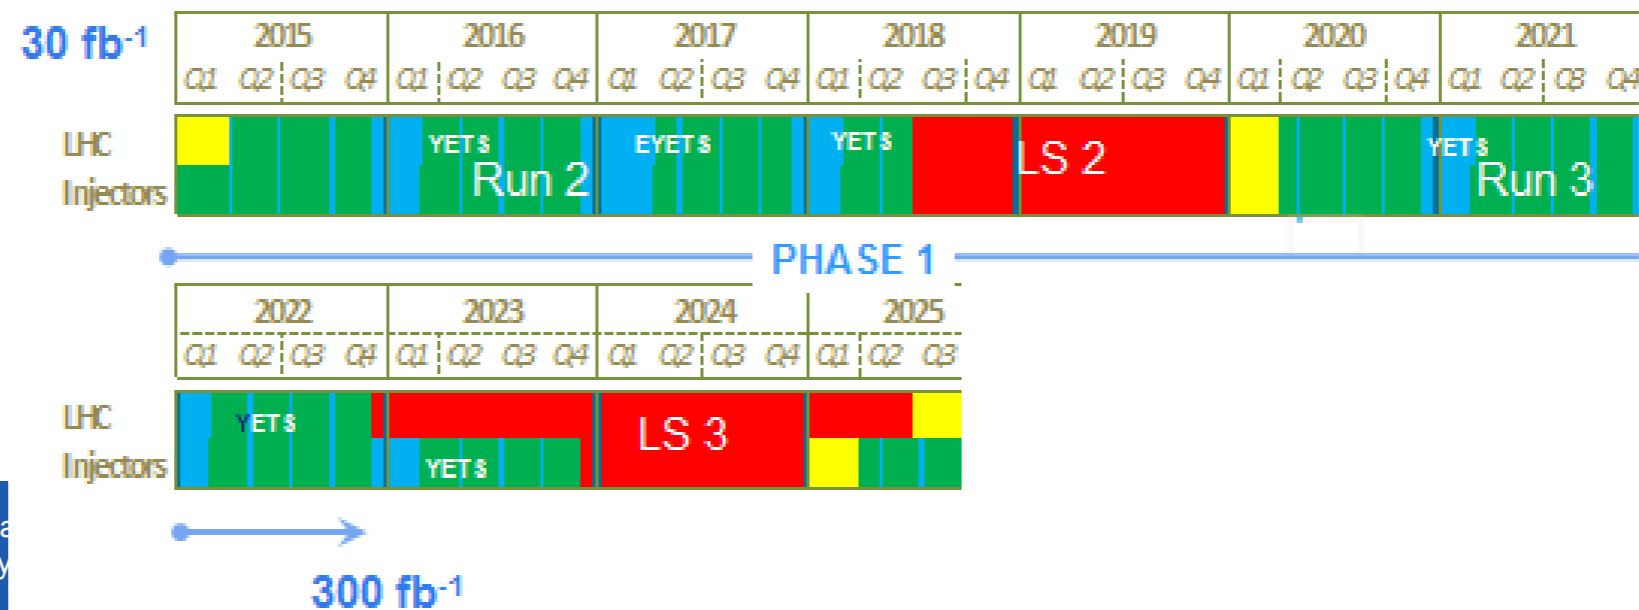 30 fb-1
2015 2016 2017 2018 2019 2020 2021
Q1 Q2 Q3 Q4 Q1 Q2 Q3 Q4 Q1 Q2 Q3 Q4 Q1 Q2 Q3 Q4 Q1 Q2 Q3 Q4 Q1 Q2 Q3 Q4 Q1 Q2 Q3 Q4
LHC YETS EYETS YETS LS 2 YETS
Injectors Run 2 Run 3
PHASE 1
2022 2023 2024 2025
Q1 Q2 Q3 Q4 Q1 Q2 Q3 Q4 Q1 Q2 Q3 Q4 Q1 Q2 Q3
LHC YETS LS 3
Injectors YETS
300 fb-1